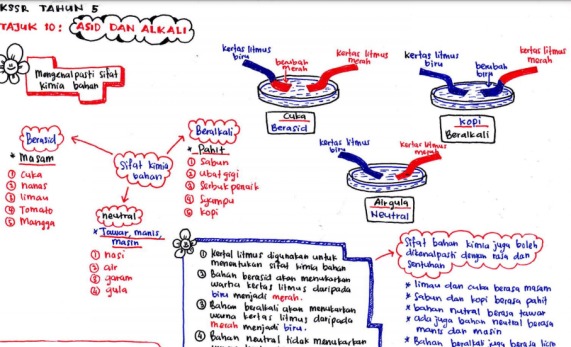 KSSR TAHUN 5
TAJUK 10: ASID DAN ALKALI
Mengenalpasti sifat
kimia bahan
Kertas litmus
biru
berubah
merah
kertas litmus
merah
Cuka
Berasid
kertas litmus
biru
berubah
biru
kertas litmus
merah
kopi
Beralkali
kertas litmus
biru
kertas litmus
merah
Air gula
Neutral
Sifat kimia
bahan
Berasid
* Masam
① cuka
② nanas
③ limau
④ Tomato
⑤ Mangga
Beralkali
* Pahit
① sabun
② ubat gigi
③ serbuk penaik
④ syampu
⑤ kopi
neutral
* Tawar, manis,
masin
① nasi
② air
③ garam
④ gula
① Kertal litmus digunakan untuk
menentukan sifat kimia bahan
② Bahan berasid akan menukarkan
warna kertas litmus daripada
biru menjadi merah.
③ Bahan beralkali akan menukarkan
warna kertas litmus daripada
merah menjadi biru.
④ Bahan neutral tidak menukarkan
Sifat bahan kimia juga boleh
dikenalpasti dengan rasa dan
sentuhan
* limau dan cuka berasa masam
* sabun dan kopi berasa pahit
* bahan nutral berasa tawar
* ada juga bahan neutral berasa
manis dan masin
* Bahan beralkali juga berasa licin